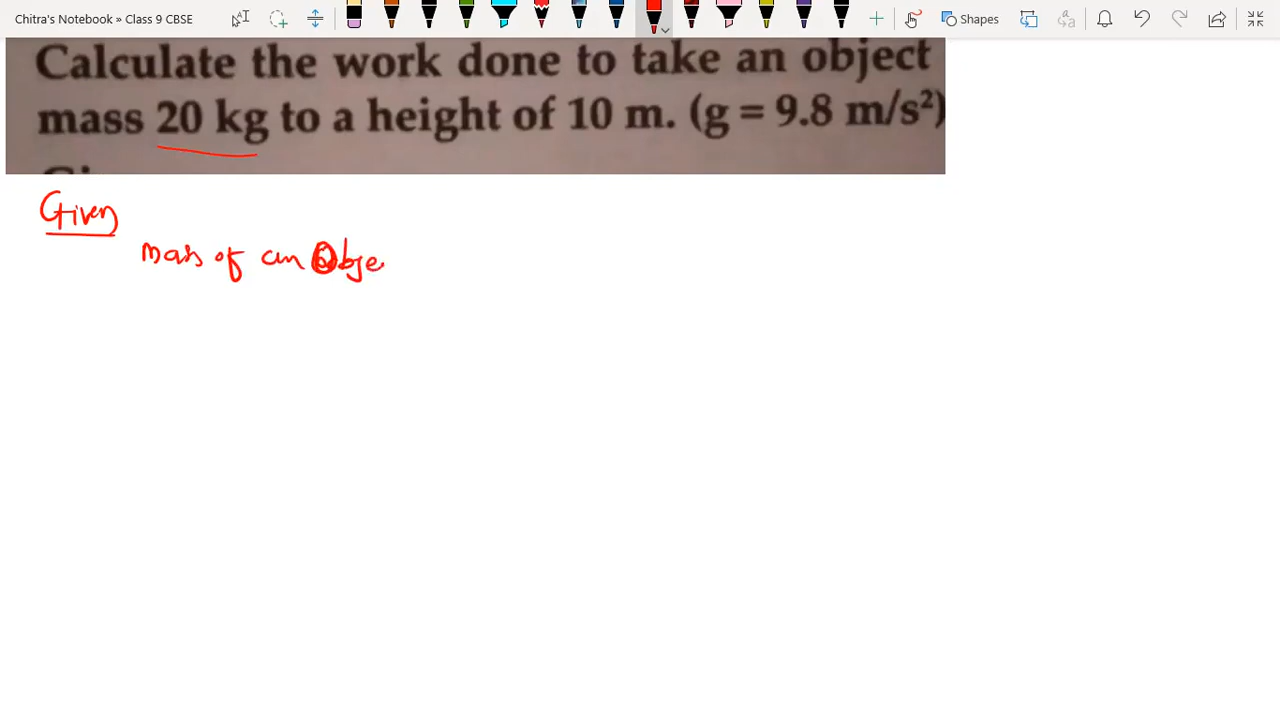 Chitra's Notebook » Class 9 CBSE
Shapes
Calculate the work done to take an object
mass 20 kg to a height of 10 m. (g = 9.8 m/s²)
Given
mass of an Obje